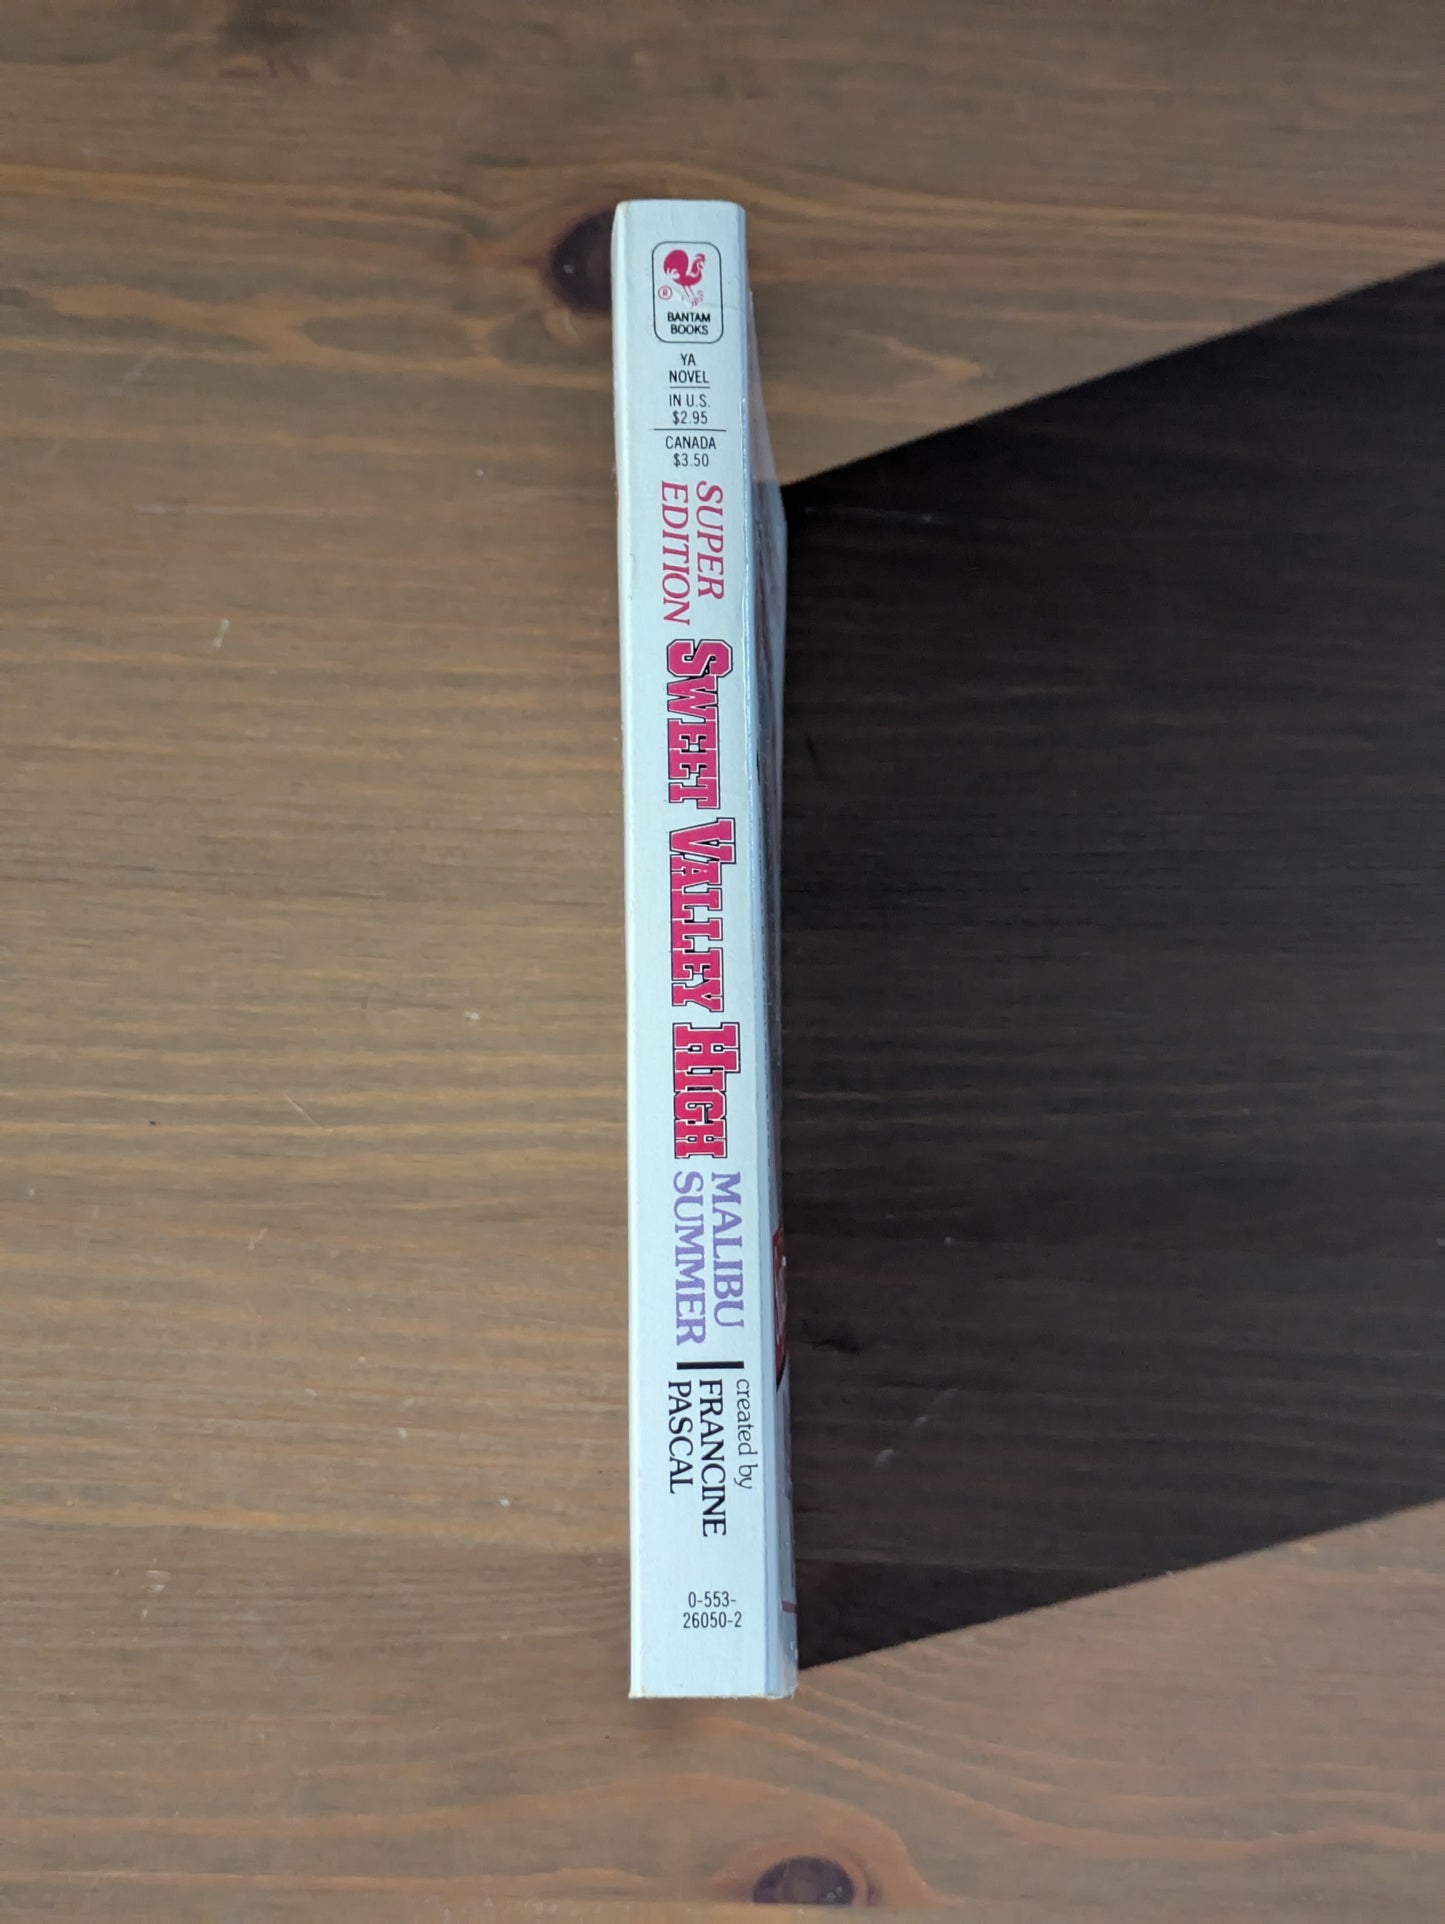 ®
BANTAM
BOOKS
YA
NOVEL
IN U.S.
$2.95
CANADA
$3.50
SUPER
EDITION
SWEET VALLEY HIGH
MALIBU
SUMMER
created by
FRANCINE
PASCAL
0-553-
26050-2